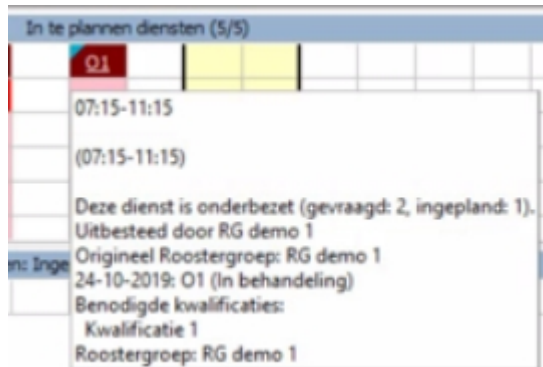 In te plannen diensten (5/5)
O1
07:15-11:15
(07:15-11:15)
Deze dienst is onderbezet (gevraagd: 2, ingepland: 1).
Uitbesteed door RG demo 1
Origineel Roostergroep: RG demo 1
en: Inge
24-10-2019: O1 (In behandeling)
Benodigde kwalificaties:
Kwalificatie 1
Roostergroep: RG demo 1